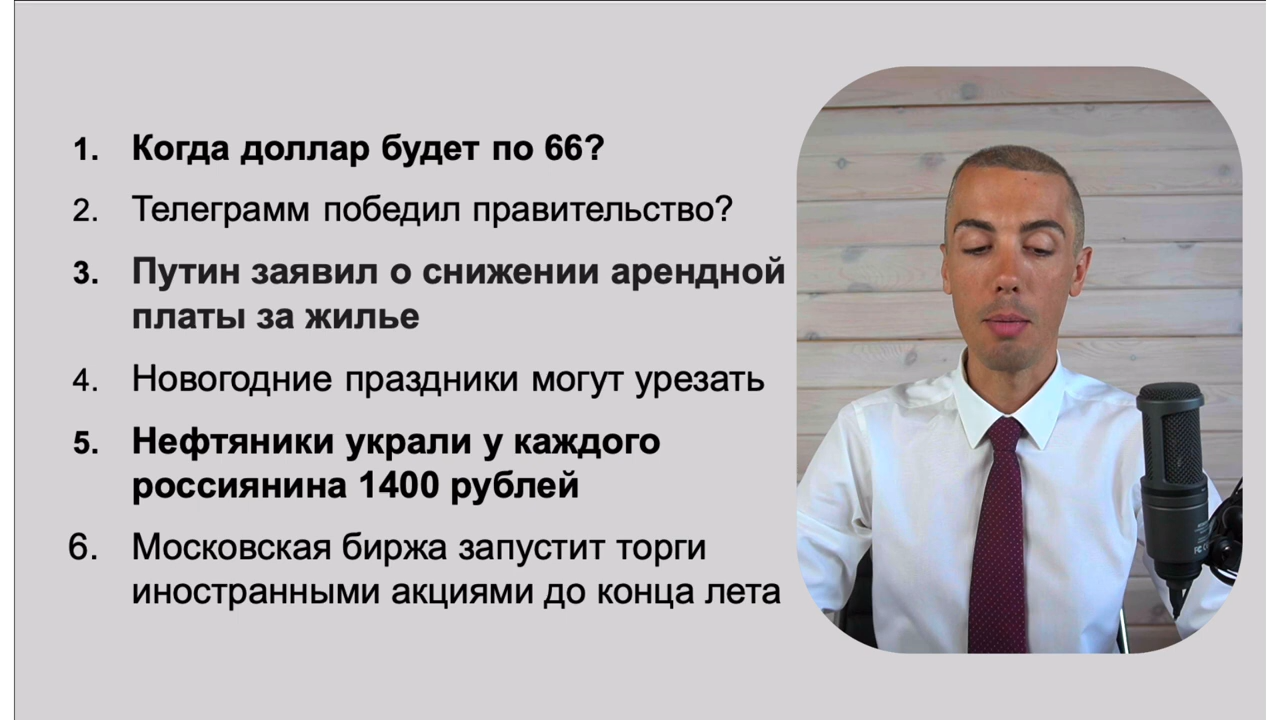 1. Когда доллар будет по 66?
2. Телеграмм победил правительство?
3. Путин заявил о снижении арендной
платы за жилье
4. Новогодние праздники могут урезать
5. Нефтяники украли у каждого
россиянина 1400 рублей
6. Московская биржа запустит торги
иностранными акциями до конца лета